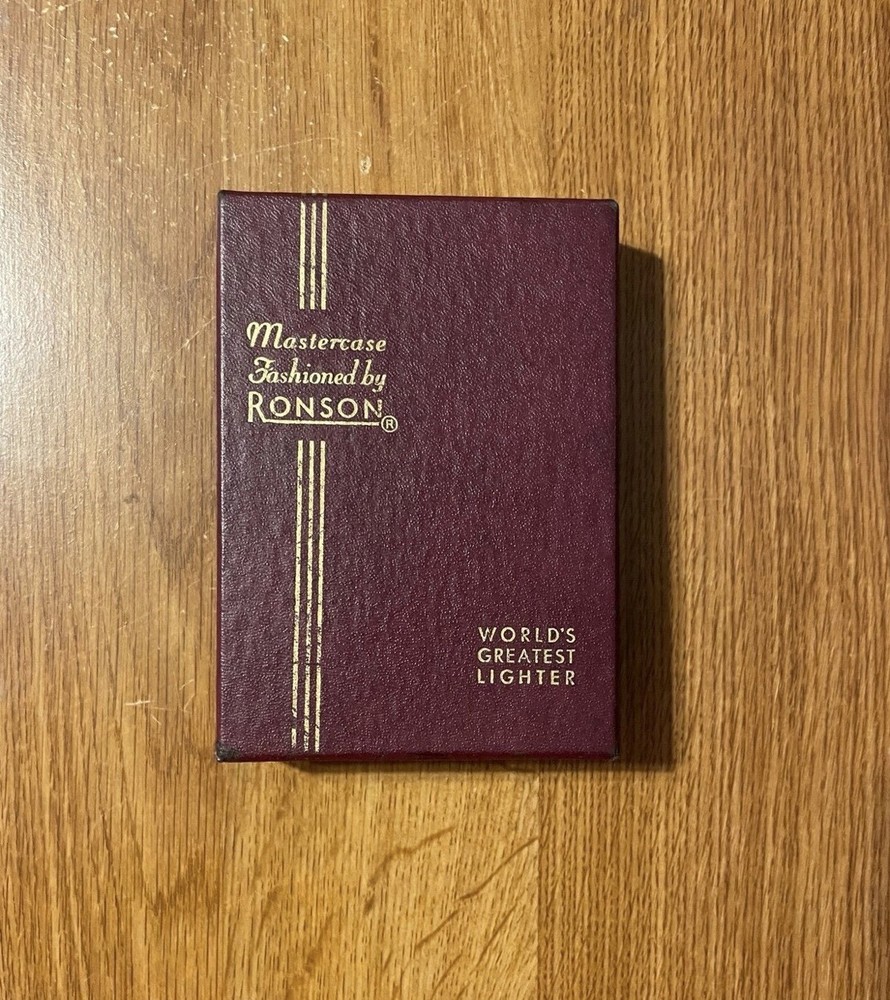 Mastercase
Fashioned by
RONSON®
WORLD'S
GREATEST
LIGHTER